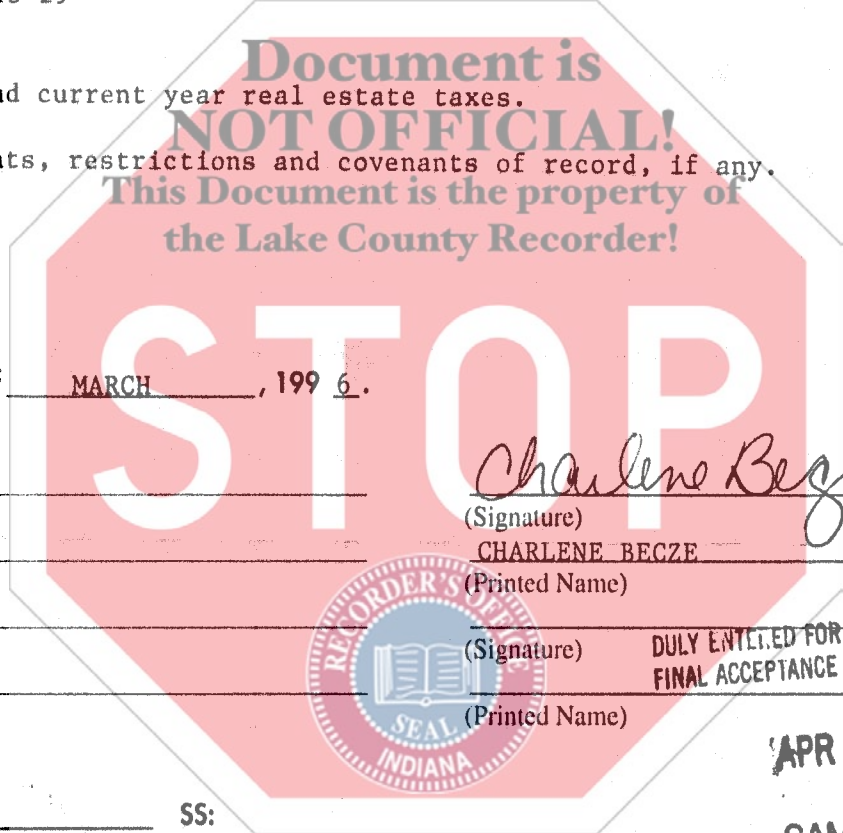 Document is
d current year real estate taxes.
NOT OFFICIAL!
ts, restrictions and covenants of record, if any.
This Document is the property of
the Lake County Recorder!
STOP
MARCH , 199 6.
Charlene Becz
(Signature)
CHARLENE BECZE
(Printed Name)
RECORDER'S OFFICE
(Signature)
DULY ENTERED FOR
FINAL ACCEPTANCE
(Printed Name)
SEAL
INDIANA
APR
SS: